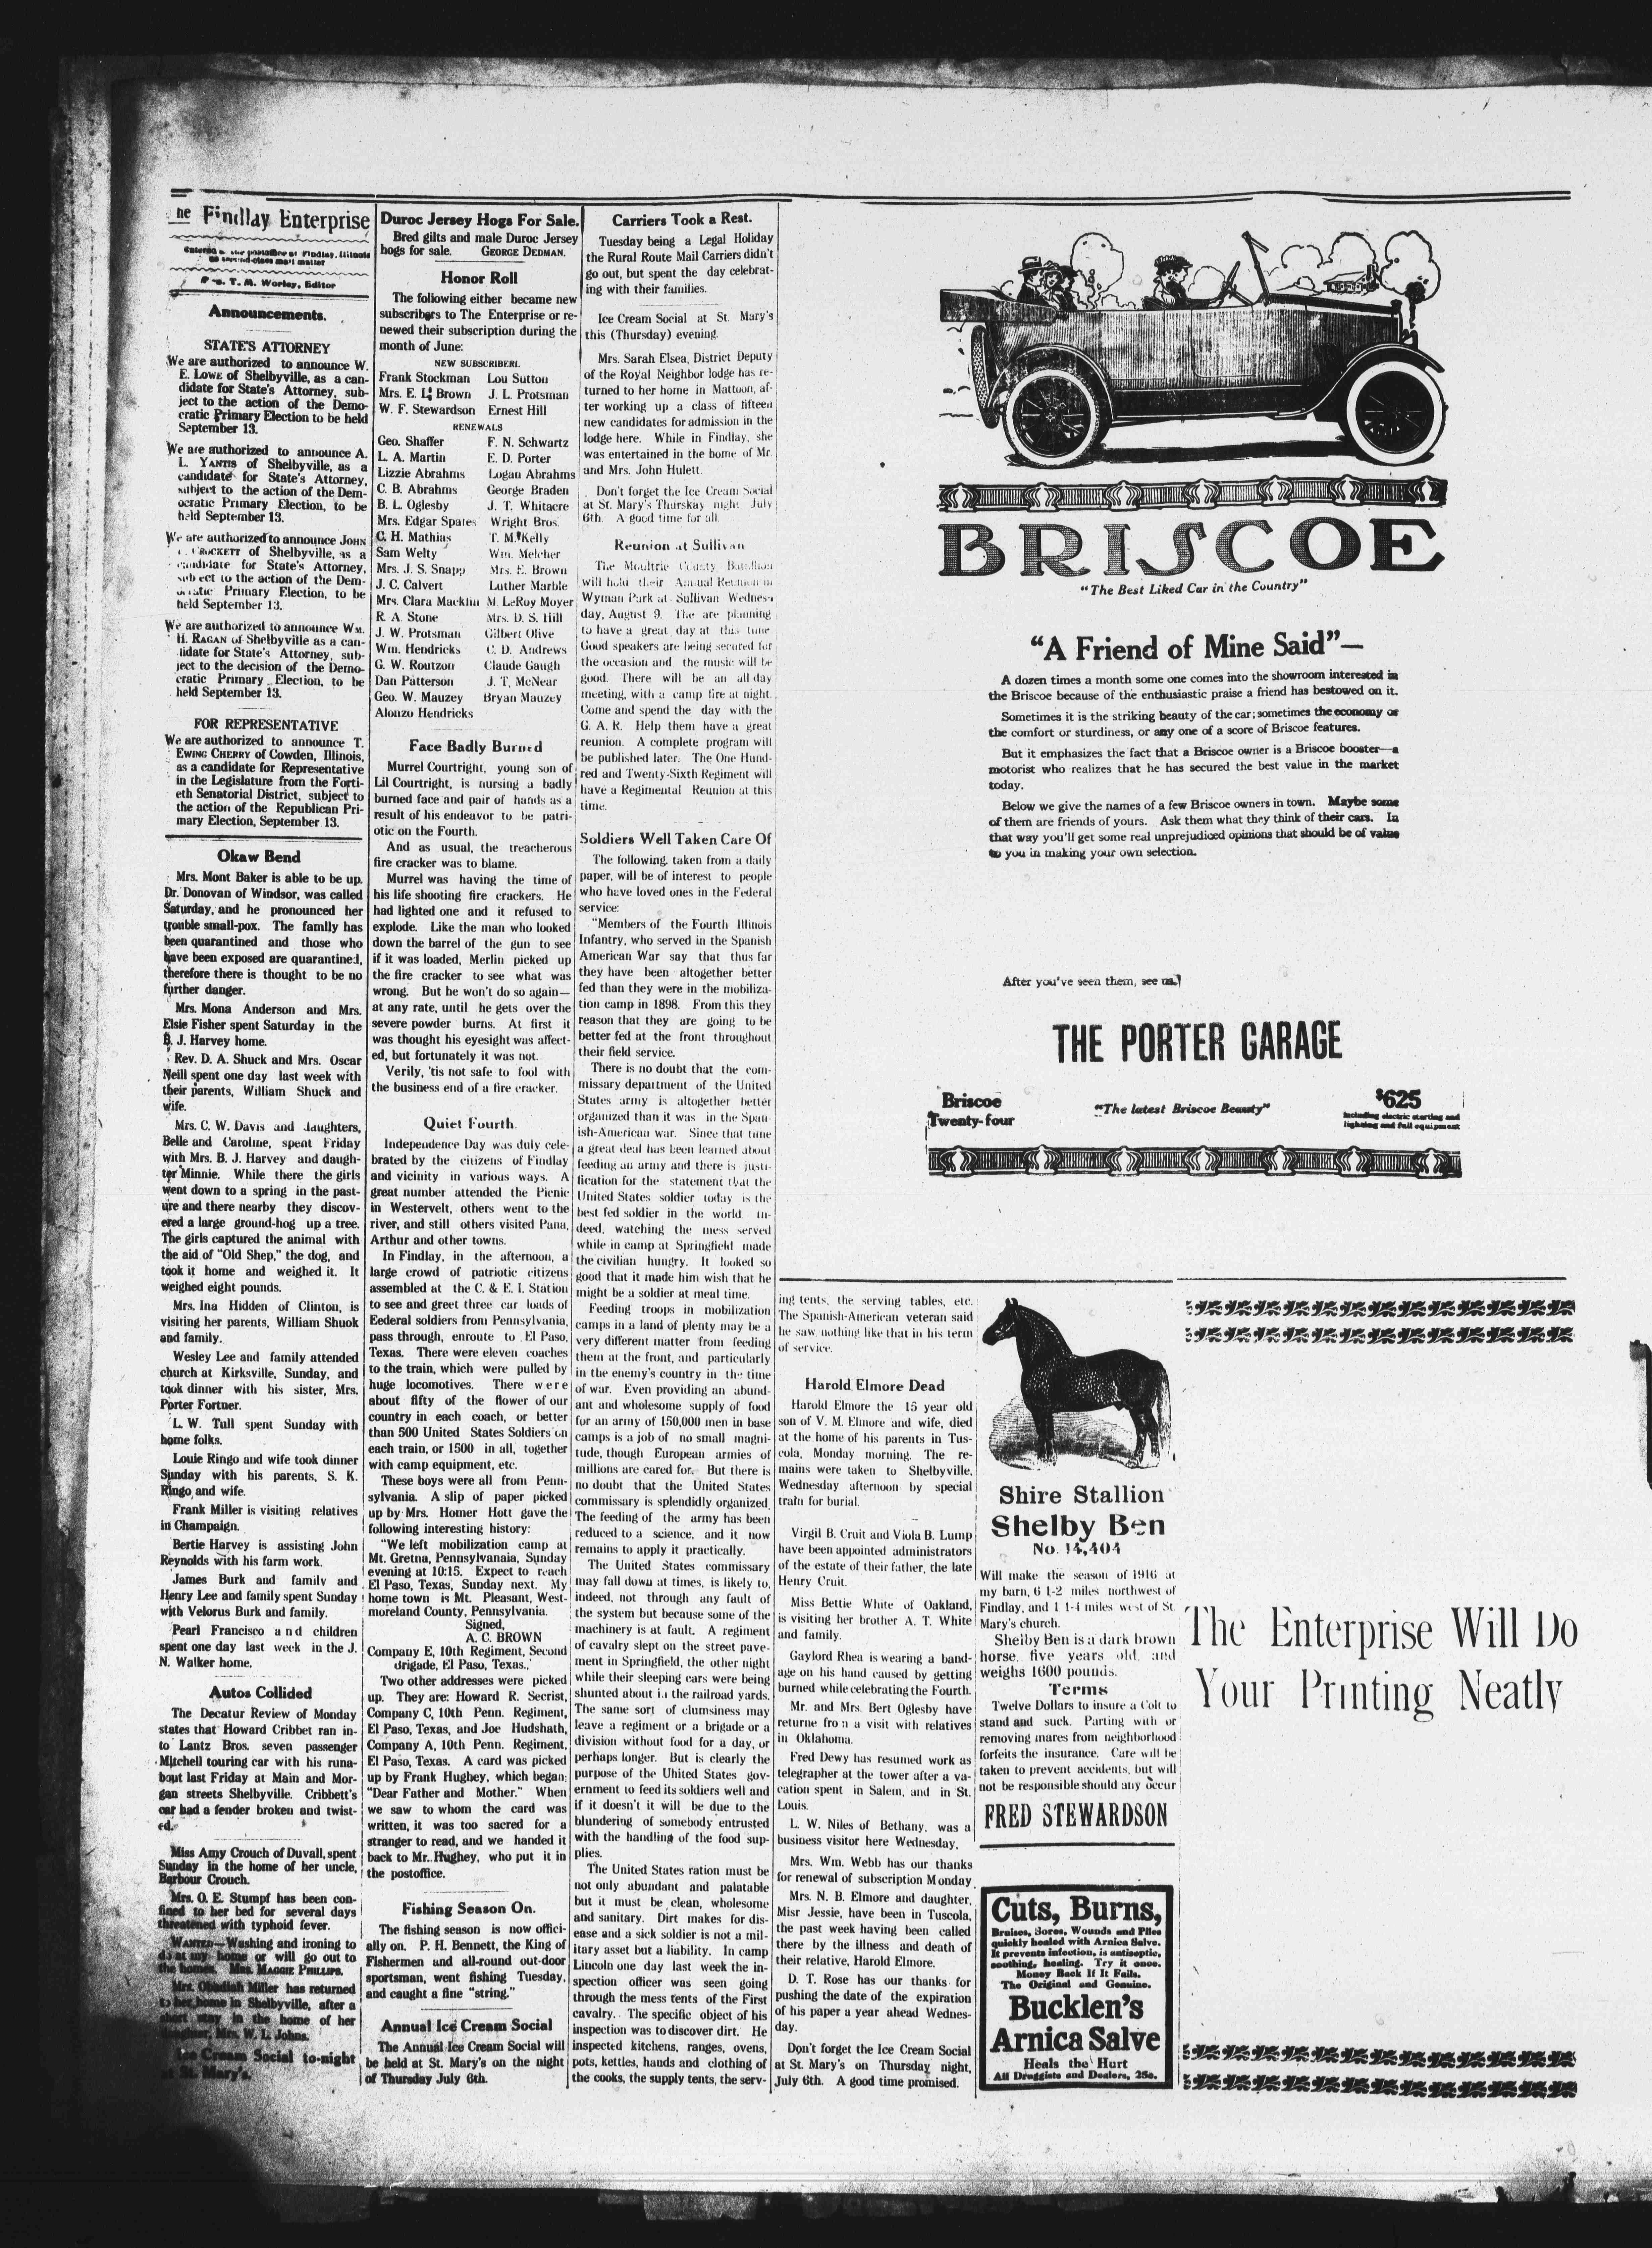 he Findlay Enterprise
Entered at the postoffice at Findlay, Illinois
as second-class mail matter
T. M. Worley, Editor
Announcements.
STATE'S ATTORNEY
We are authorized to announce W.
E. LOWE of Shelbyville, as a can-
didate for State's Attorney, sub-
ject to the action of the Demo-
cratic Primary Election to be held
September 13.
We are authorized to announce A.
L. YANTIS of Shelbyville, as a
candidate for State's Attorney,
subject to the action of the Dem-
ocratic Primary Election, to be
held September 13.
We are authorized to announce JOHN
CROCKETT of Shelbyville, as a
candidate for State's Attorney,
subject to the action of the Dem-
ocratic Primary Election, to be
held September 13.
We are authorized to announce WM.
H. RAGAN of Shelbyville as a can-
didate for State's Attorney, sub-
ject to the decision of the Demo-
cratic Primary Election, to be
held September 13.
FOR REPRESENTATIVE
We are authorized to announce T.
EWING CHERRY of Cowden, Illinois,
as a candidate for Representative
in the Legislature from the Forti-
eth Senatorial District, subject to
the action of the Republican Pri-
mary Election, September 13.
Okaw Bend
Mrs. Mont Baker is able to be up.
Dr. Donovan of Windsor, was called
Saturday, and he pronounced her
trouble small-pox. The family has
been quarantined and those who
have been exposed are quarantined,
therefore there is thought to be no
further danger.
Mrs. Mona Anderson and Mrs.
Elsie Fisher spent Saturday in the
B. J. Harvey home.
Rev. D. A. Shuck and Mrs. Oscar
Neill spent one day last week with
their parents, William Shuck and
wife.
Mrs. C. W. Davis and daughters,
Belle and Caroline, spent Friday
with Mrs. B. J. Harvey and daugh-
ter Minnie. While there the girls
went down to a spring in the past-
ure and there nearby they discov-
ered a large ground-hog up a tree.
The girls captured the animal with
the aid of "Old Shep," the dog, and
took it home and weighed it. It
weighed eight pounds.
Mrs. Ina Hidden of Clinton, is
visiting her parents, William Shuok
and family.
Wesley Lee and family attended
church at Kirksville, Sunday, and
took dinner with his sister, Mrs.
Porter Fortner.
L. W. Tull spent Sunday with
home folks.
Louie Ringo and wife took dinner
Sunday with his parents, S. K.
Ringo and wife.
Frank Miller is visiting relatives
in Champaign.
Bertie Harvey is assisting John
Reynolds with his farm work.
James Burk and family and
Henry Lee and family spent Sunday
with Velorus Burk and family.
Pearl Francisco and children
spent one day last week in the J.
N. Walker home.
Autos Collided
The Decatur Review of Monday
states that Howard Cribbet ran in-
to Lantz Bros. seven passenger
Mitchell touring car with his runa-
bout last Friday at Main and Mor-
gan streets Shelbyville. Cribbett's
car had a fender broken and twist-
ed.
Miss Amy Crouch of Duvall, spent
Sunday in the home of her uncle,
Barbour Crouch.
Mrs. O. E. Stumpf has been con-
fined to her bed for several days
threatened with typhoid fever.
WANTED—Washing and ironing to
do at my home or will go out to
the homes. MRS. MAGGIE PHILLIPS.
Mrs. Obadiah Miller has returned
to her home in Shelbyville, after a
short stay in the home of her
daughter, Mrs. W. L. Johns.
Ice Cream Social to-night
at St. Mary's.
Duroc Jersey Hogs For Sale.
Bred gilts and male Duroc Jersey
hogs for sale. GEORGE DEDMAN.
Honor Roll
The following either became new
subscribers to The Enterprise or re-
newed their subscription during the
month of June:
NEW SUBSCRIBERS
Frank Stockman Lou Sutton
Mrs. E. L. Brown J. L. Protsman
W. F. Stewardson Ernest Hill
RENEWALS
Geo. Shaffer F. N. Schwartz
L. A. Martin E. D. Porter
Lizzie Abrahms Logan Abrahms
C. B. Abrahms George Braden
B. L. Oglesby J. T. Whitacre
Mrs. Edgar Spates Wright Bros.
C. H. Mathias T. M. Kelly
Sam Welty Wm. Melcher
Mrs. J. S. Snapp Mrs. E. Brown
J. C. Calvert Luther Marble
Mrs. Clara Macklin M. LeRoy Moyer
R. A. Stone Mrs. D. S. Hill
J. W. Protsman Gilbert Olive
Wm. Hendricks C. D. Andrews
G. W. Routzon Claude Gaugh
Dan Patterson J. T. McNear
Geo. W. Mauzey Bryan Mauzey
Alonzo Hendricks
Face Badly Burned
Murrel Courtright, young son of
Lil Courtright, is nursing a badly
burned face and pair of hands as a
result of his endeavor to be patri-
otic on the Fourth.
And as usual, the treacherous
fire cracker was to blame.
Murrel was having the time of
his life shooting fire crackers. He
had lighted one and it refused to
explode. Like the man who looked
down the barrel of the gun to see
if it was loaded, Merlin picked up
the fire cracker to see what was
wrong. But he won't do so again—
at any rate, until he gets over the
severe powder burns. At first it
was thought his eyesight was affect-
ed, but fortunately it was not.
Verily, 'tis not safe to fool with
the business end of a fire cracker.
Quiet Fourth.
Independence Day was duly cele-
brated by the citizens of Findlay
and vicinity in various ways. A
great number attended the Picnic
in Westervelt, others went to the
river, and still others visited Pana,
Arthur and other towns.
In Findlay, in the afternoon, a
large crowd of patriotic citizens
assembled at the C. & E. I. Station
to see and greet three car loads of
Federal soldiers from Pennsylvania,
pass through, enroute to El Paso,
Texas. There were eleven coaches
to the train, which were pulled by
huge locomotives. There were
about fifty of the flower of our
country in each coach, or better
than 500 United States Soldiers on
each train, or 1500 in all, together
with camp equipment, etc.
These boys were all from Penn-
sylvania. A slip of paper picked
up by Mrs. Homer Hott gave the
following interesting history:
"We left mobilization camp at
Mt. Gretna, Pennsylvanaia, Sunday
evening at 10:15. Expect to reach
El Paso, Texas, Sunday next. My
home town is Mt. Pleasant, West-
moreland County, Pennsylvania.
Signed,
A. C. BROWN
Company E, 10th Regiment, Second
Brigade, El Paso, Texas.,'
Two other addresses were picked
up. They are: Howard R. Secrist,
Company C, 10th Penn. Regiment,
El Paso, Texas, and Joe Hudshath,
Company A, 10th Penn. Regiment,
El Paso, Texas. A card was picked
up by Frank Hughey, which began;
"Dear Father and Mother." When
we saw to whom the card was
written, it was too sacred for a
stranger to read, and we handed it
back to Mr. Hughey, who put it in
the postoffice.
Fishing Season On.
The fishing season is now offici-
ally on. P. H. Bennett, the King of
Fishermen and all-round out-door
sportsman, went fishing Tuesday,
and caught a fine "string."
Annual Ice Cream Social
The Annual Ice Cream Social will
be held at St. Mary's on the night
of Thursday July 6th.
Carriers Took a Rest.
Tuesday being a Legal Holiday
the Rural Route Mail Carriers didn't
go out, but spent the day celebrat-
ing with their families.
Ice Cream Social at St. Mary's
this (Thursday) evening.
Mrs. Sarah Elsea, District Deputy
of the Royal Neighbor lodge has re-
turned to her home in Mattoon, af-
ter working up a class of fifteen
new candidates for admission in the
lodge here. While in Findlay, she
was entertained in the home of Mr.
and Mrs. John Hulett.
Don't forget the Ice Cream Social
at St. Mary's Thurskay night July
6th. A good time for all.
Reunion at Sullivan
The Moultrie County Batallion
will hold their Annual Reunion in
Wyman Park at Sullivan Wednes-
day, August 9. The are planning
to have a great day at this time
Good speakers are being secured for
the occasion and the music will be
good. There will be an all day
meeting, with a camp fire at night.
Come and spend the day with the
G. A. R. Help them have a great
reunion. A complete program will
be published later. The One Hund-
red and Twenty-Sixth Regiment will
have a Regimental Reunion at this
time.
Soldiers Well Taken Care Of
The following, taken from a daily
paper, will be of interest to people
who have loved ones in the Federal
service:
"Members of the Fourth Illinois
Infantry, who served in the Spanish
American War say that thus far
they have been altogether better
fed than they were in the mobiliza-
tion camp in 1898. From this they
reason that they are going to be
better fed at the front throughout
their field service.
There is no doubt that the com-
missary department of the United
States army is altogether better
organized than it was in the Span-
ish-American war. Since that time
a great deal has been learned about
feeding an army and there is justi-
fication for the statement that the
United States soldier today is the
best fed soldier in the world. In-
deed, watching the mess served
while in camp at Springfield made
the civilian hungry. It looked so
good that it made him wish that he
might be a soldier at meal time.
Feeding troops in mobilization
camps in a land of plenty may be a
very different matter from feeding
them at the front, and particularly
in the enemy's country in the time
of war. Even providing an abund-
ant and wholesome supply of food
for an army of 150,000 men in base
camps is a job of no small magni-
tude, though European armies of
millions are cared for. But there is
no doubt that the United States
commissary is splendidly organized.
The feeding of the army has been
reduced to a science, and it now
remains to apply it practically.
The United States commissary
may fall down at times, is likely to,
indeed, not through any fault of
the system but because some of the
machinery is at fault. A regiment
of cavalry slept on the street pave-
ment in Springfield, the other night
while their sleeping cars were being
shunted about in the railroad yards.
The same sort of clumsiness may
leave a regiment or a brigade or a
division without food for a day, or
perhaps longer. But is clearly the
purpose of the United States gov-
ernment to feed its soldiers well and
if it doesn't it will be due to the
blundering of somebody entrusted
with the handling of the food sup-
plies.
The United States ration must be
not only abundant and palatable
but it must be clean, wholesome
and sanitary. Dirt makes for dis-
ease and a sick soldier is not a mil-
itary asset but a liability. In camp
Lincoln one day last week the in-
spection officer was seen going
through the mess tents of the First
cavalry. The specific object of his
inspection was to discover dirt. He
inspected kitchens, ranges, ovens,
pots, kettles, hands and clothing of
the cooks, the supply tents, the serv-
ing tents, the serving tables, etc.
The Spanish-American veteran said
he saw nothing like that in his term
of service.
Harold Elmore Dead
Harold Elmore the 15 year old
son of V. M. Elmore and wife, died
at the home of his parents in Tus-
cola, Monday morning. The re-
mains were taken to Shelbyville,
Wednesday afternoon by special
train for burial.
Virgil B. Cruit and Viola B. Lump
have been appointed administrators
of the estate of their father, the late
Henry Cruit.
Miss Bettie White of Oakland,
is visiting her brother A. T. White
and family.
Gaylord Rhea is wearing a band-
age on his hand caused by getting
burned while celebrating the Fourth.
Mr. and Mrs. Bert Oglesby have
returne from a visit with relatives
in Oklahoma.
Fred Dewy has resumed work as
telegrapher at the tower after a va-
cation spent in Salem, and in St.
Louis.
L. W. Niles of Bethany, was a
business visitor here Wednesday.
Mrs. Wm. Webb has our thanks
for renewal of subscription Monday
Mrs. N. B. Elmore and daughter,
Misr Jessie, have been in Tuscola,
the past week having been called
there by the illness and death of
their relative, Harold Elmore.
D. T. Rose has our thanks for
pushing the date of the expiration
of his paper a year ahead Wednes-
day.
Don't forget the Ice Cream Social
at St. Mary's on Thursday night,
July 6th. A good time promised.
BRISCOE
"The Best Liked Car in the Country"
"A Friend of Mine Said"—
A dozen times a month some one comes into the showroom interested in
the Briscoe because of the enthusiastic praise a friend has bestowed on it.
Sometimes it is the striking beauty of the car; sometimes the economy or
the comfort or sturdiness, or any one of a score of Briscoe features.
But it emphasizes the fact that a Briscoe owner is a Briscoe booster—a
motorist who realizes that he has secured the best value in the market
today.
Below we give the names of a few Briscoe owners in town. Maybe some
of them are friends of yours. Ask them what they think of their cars. In
that way you'll get some real unprejudiced opinions that should be of value
to you in making your own selection.
After you've seen them, see us.
THE PORTER GARAGE
Briscoe
Twenty-four
"The latest Briscoe Beauty"
$625
including electric starting and
lighting and full equipment
Shire Stallion
Shelby Ben
No. 14,404
Will make the season of 1916 at
my barn, 6 1-2 miles northwest of
Findlay, and 1 1-4 miles west of St.
Mary's church.
Shelby Ben is a dark brown
horse, five years old, and
weighs 1600 pounds.
Terms
Twelve Dollars to insure a Colt to
stand and suck. Parting with or
removing mares from neighborhood
forfeits the insurance. Care will be
taken to prevent accidents, but will
not be responsible should any occur
FRED STEWARDSON
Cuts, Burns,
Bruises, Sores, Wounds and Piles
quickly healed with Arnica Salve.
It prevents infection, is antiseptic,
soothing, healing. Try it once.
Money Back If It Fails.
The Original and Genuine.
Bucklen's
Arnica Salve
Heals the Hurt
All Druggists and Dealers, 25c.
The Enterprise Will Do
Your Printing Neatly